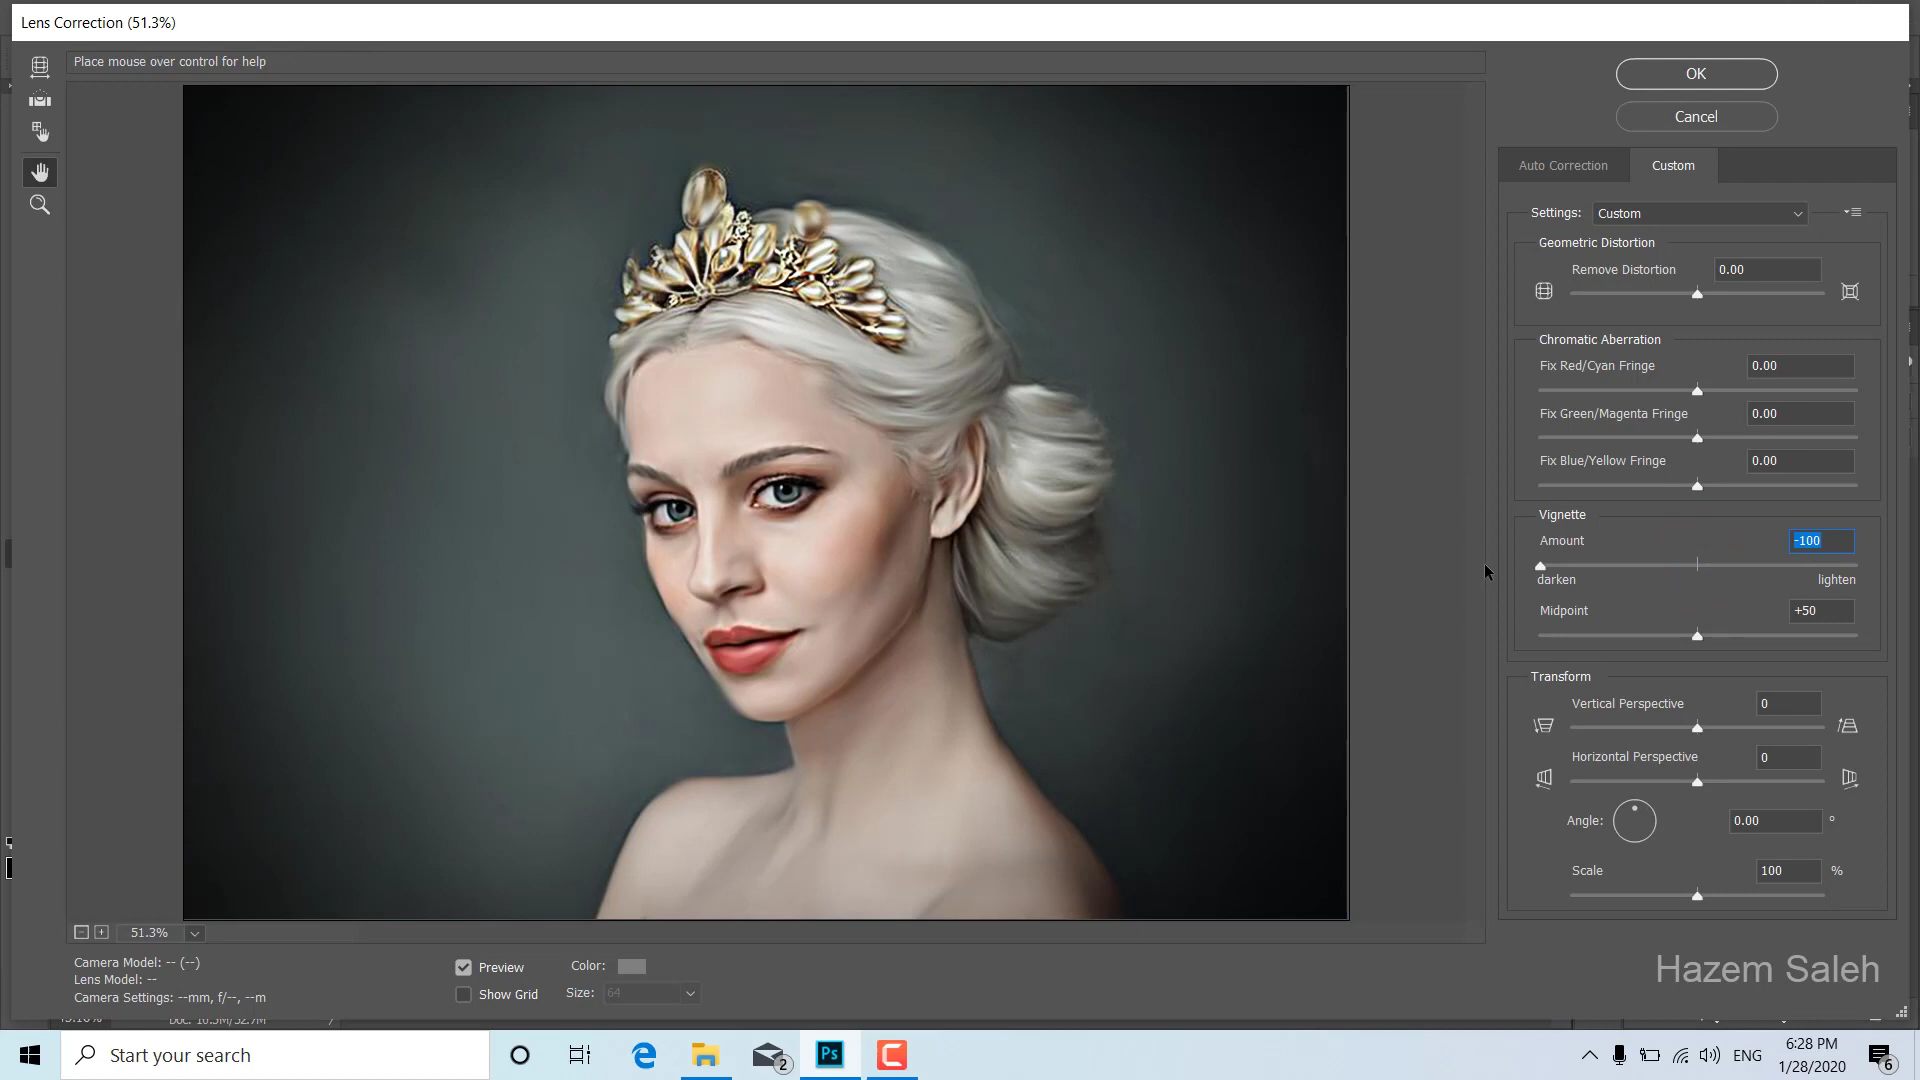 Lens Correction (51.3%)
Place mouse over control for help
OK
Cancel
Auto Correction
Custom
Settings: Custom
Geometric Distortion
Remove Distortion 0.00
Chromatic Aberration
Fix Red/Cyan Fringe 0.00
Fix Green/Magenta Fringe 0.00
Fix Blue/Yellow Fringe 0.00
Vignette
Amount -100
darken lighten
Midpoint +50
Transform
Vertical Perspective 0
Horizontal Perspective 0
Angle: 0.00 °
Scale 100 %
51.3%
Camera Model: -- (--)
Lens Model: --
Camera Settings: --mm, f/--, --m
Preview
Color:
Show Grid
Size: 64
Hazem Saleh
Start your search
2
Ps
ENG
6:28 PM
1/28/2020
6